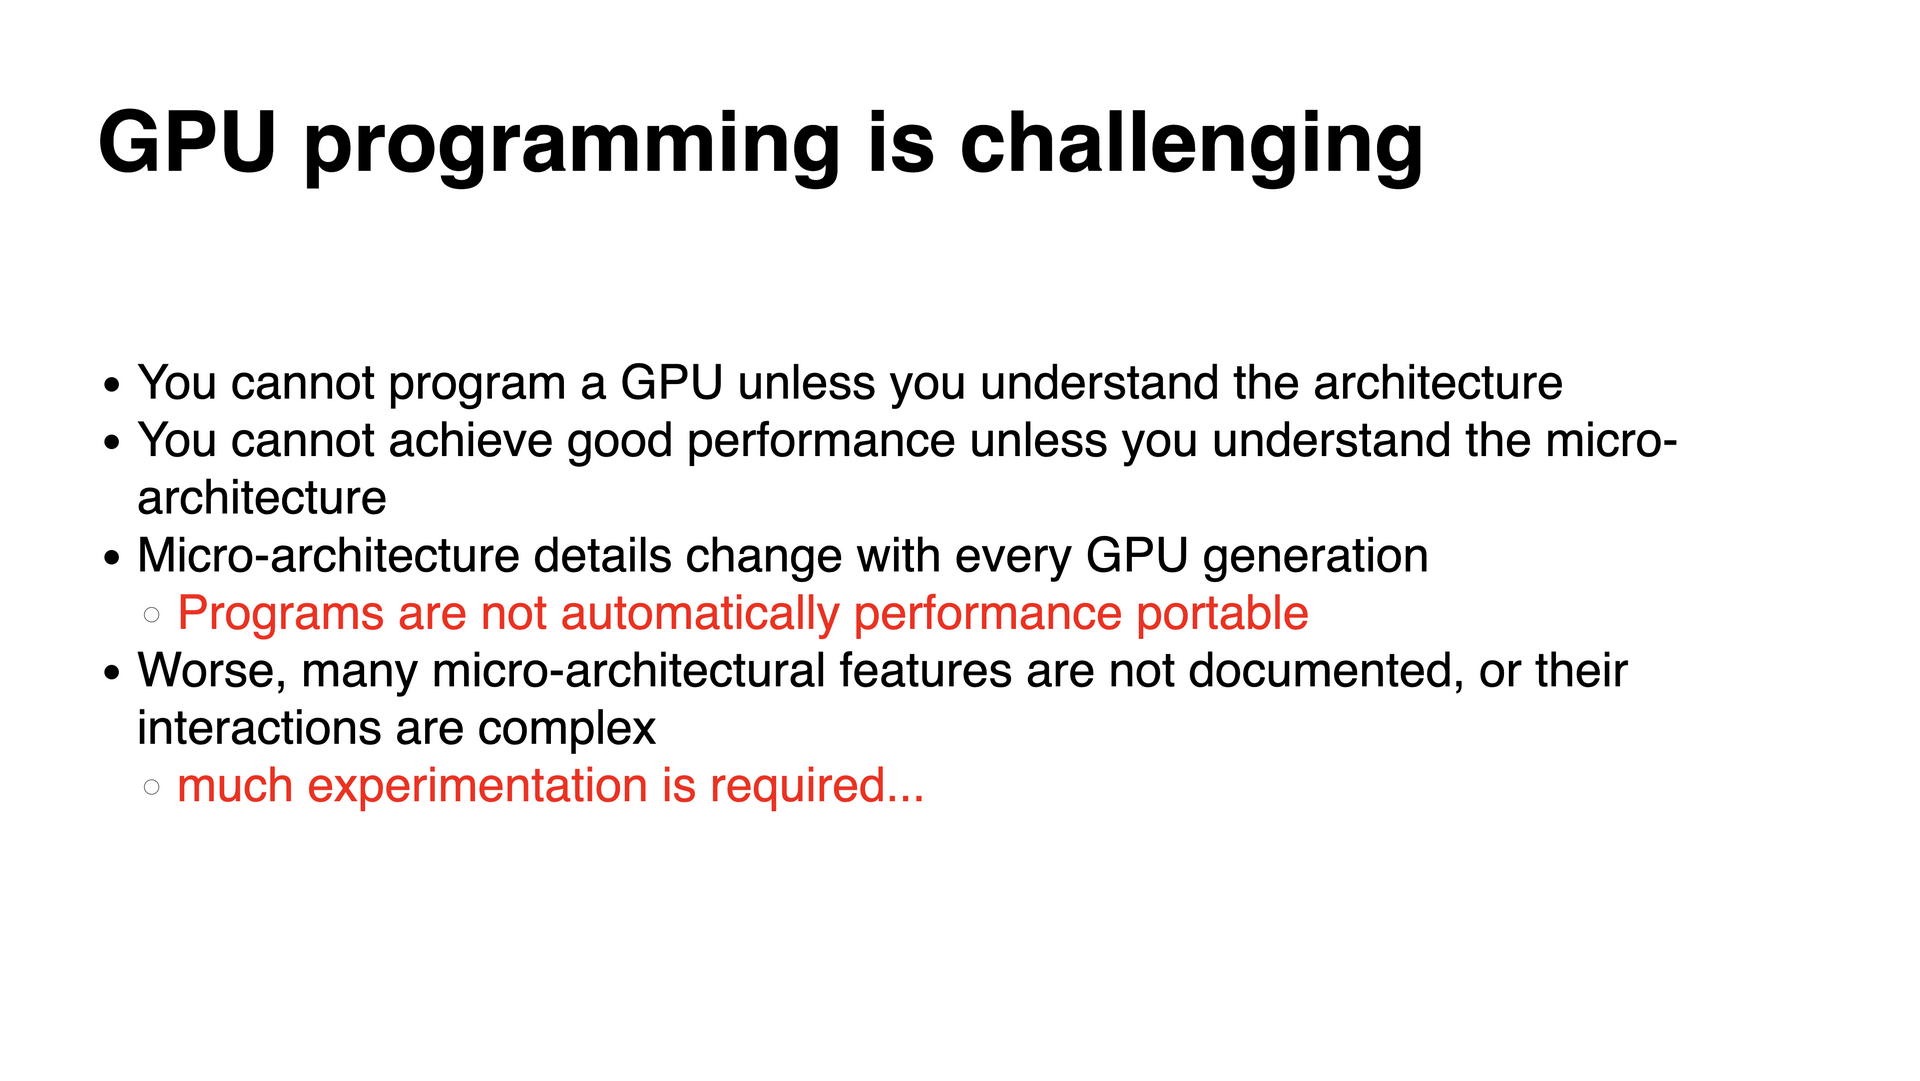 GPU programming is challenging
• You cannot program a GPU unless you understand the architecture
• You cannot achieve good performance unless you understand the micro-
architecture
• Micro-architecture details change with every GPU generation
○ Programs are not automatically performance portable
• Worse, many micro-architectural features are not documented, or their
interactions are complex
○ much experimentation is required...